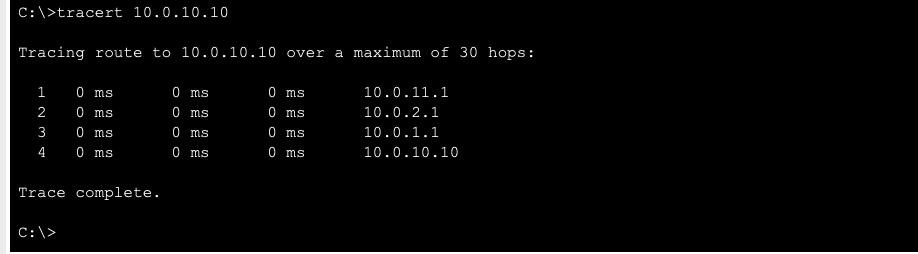 C:\>tracert 10.0.10.10
Tracing route to 10.0.10.10 over a maximum of 30 hops:
1 0 ms 0 ms 0 ms 10.0.11.1
2 0 ms 0 ms 0 ms 10.0.2.1
3 0 ms 0 ms 0 ms 10.0.1.1
4 0 ms 0 ms 0 ms 10.0.10.10
Trace complete.
C:\>